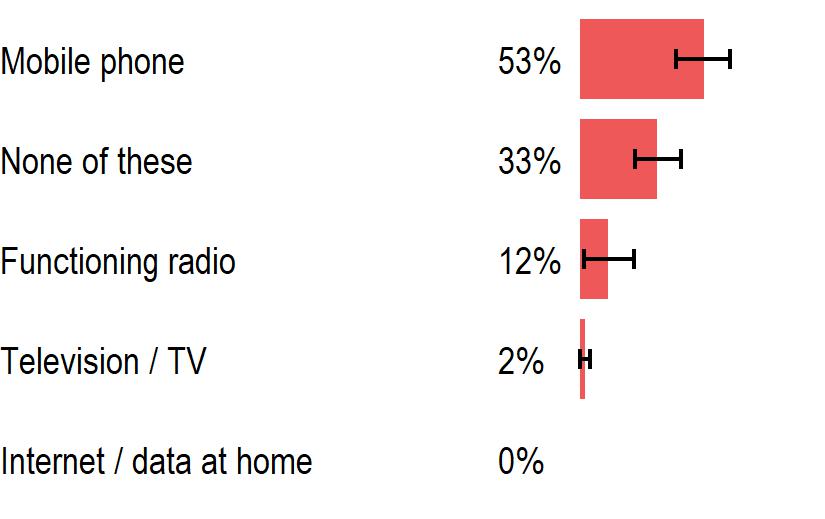 Mobile phone 53%
None of these 33%
Functioning radio 12%
Television / TV 2%
Internet / data at home 0%